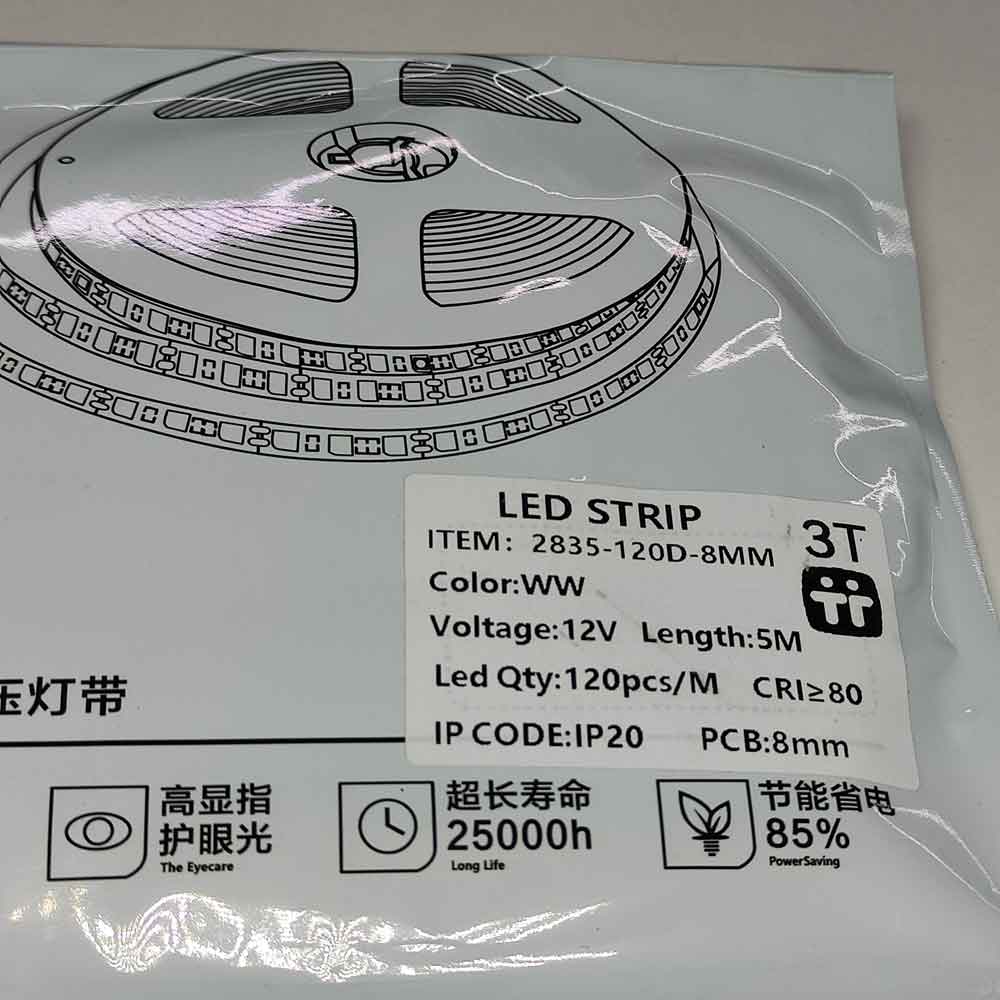 LED STRIP
3T
ITEM: 2835-120D-8MM
Color:WW
Voltage:12V Length:5M
Led Qty:120pcs/M CRI≥80
IP CODE:IP20 PCB:8mm
压灯带
高显指
护眼光
The Eyecare
超长寿命
25000h
Long Life
节能省电
85%
PowerSaving